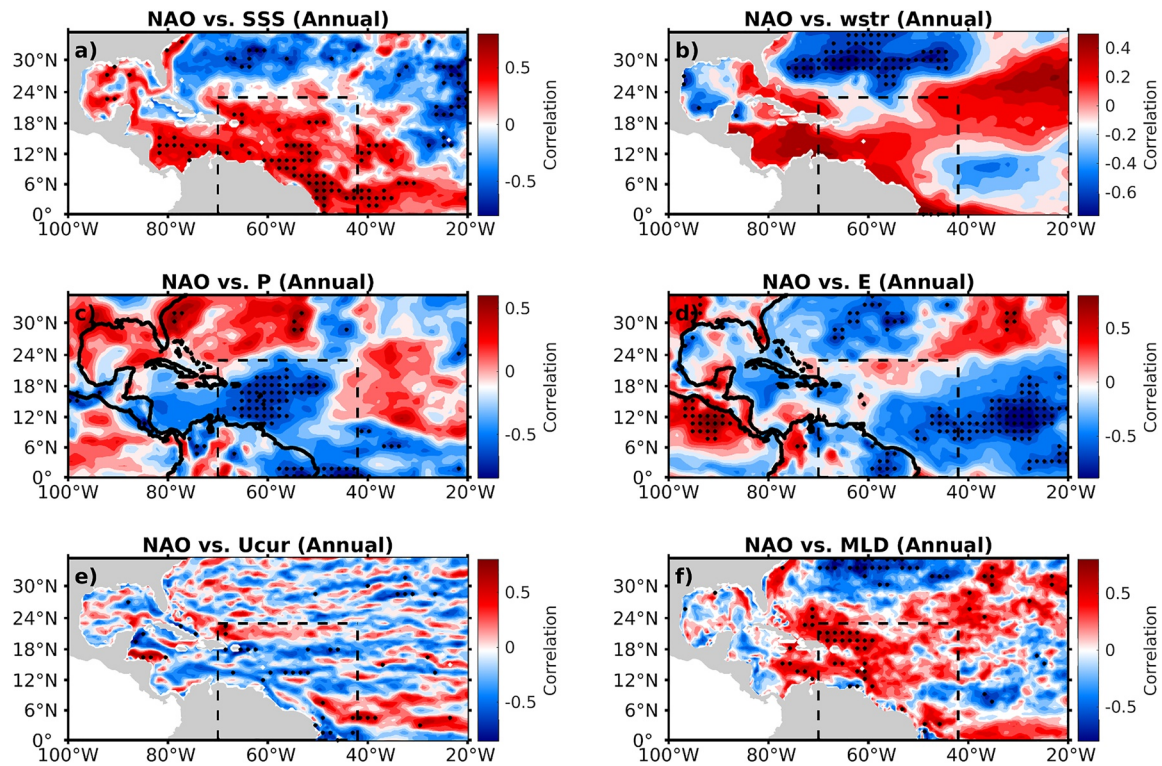 NAO vs. SSS (Annual)
a)
30°N
24°N
18°N
12°N
6°N
0°
100°W 80°W 60°W 40°W 20°W
0.5
0
-0.5
Correlation
NAO vs. wstr (Annual)
b)
30°N
24°N
18°N
12°N
6°N
0°
100°W 80°W 60°W 40°W 20°W
0.4
0.2
0
-0.2
-0.4
-0.6
Correlation
NAO vs. P (Annual)
c)
30°N
24°N
18°N
12°N
6°N
0°
100°W 80°W 60°W 40°W 20°W
0.5
0
-0.5
Correlation
NAO vs. E (Annual)
d)
30°N
24°N
18°N
12°N
6°N
0°
100°W 80°W 60°W 40°W 20°W
0.5
0
-0.5
Correlation
NAO vs. Ucur (Annual)
e)
30°N
24°N
18°N
12°N
6°N
0°
100°W 80°W 60°W 40°W 20°W
0.5
0
-0.5
Correlation
NAO vs. MLD (Annual)
f)
30°N
24°N
18°N
12°N
6°N
0°
100°W 80°W 60°W 40°W 20°W
0.5
0
-0.5
Correlation